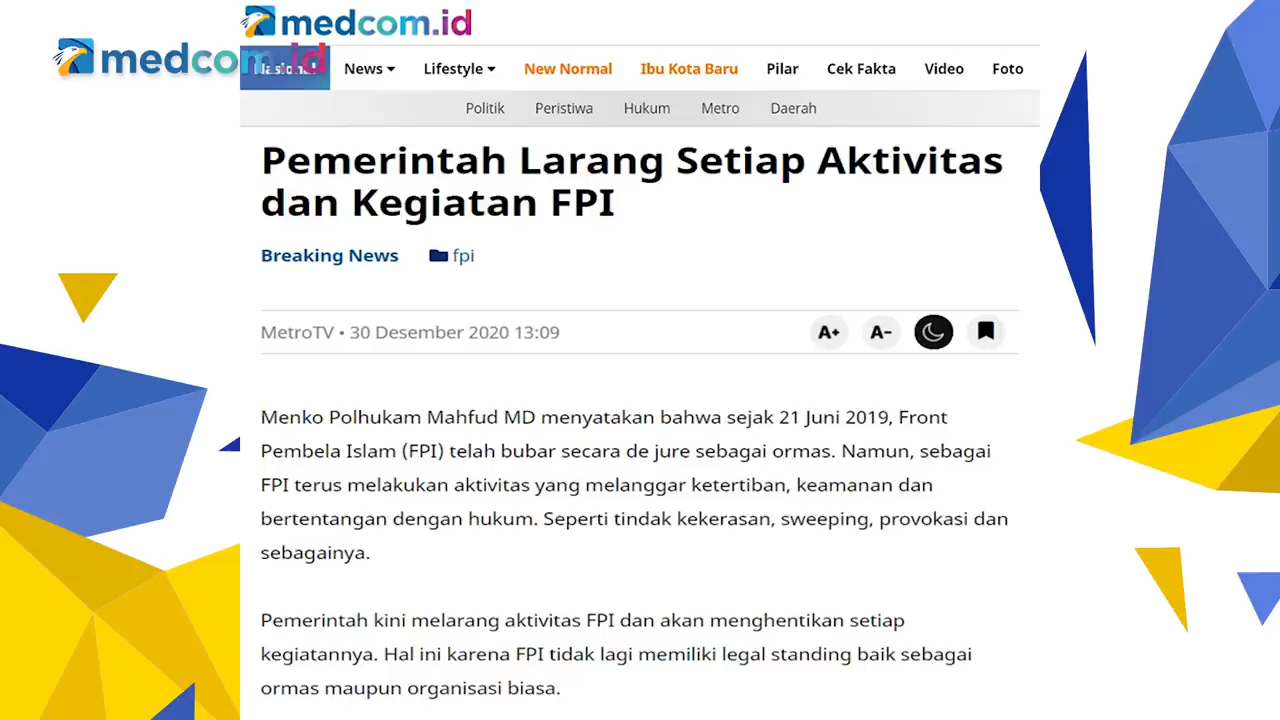 medcom.id
medcom.id
Nasional News Lifestyle New Normal Ibu Kota Baru Pilar Cek Fakta Video Foto
Politik Peristiwa Hukum Metro Daerah
Pemerintah Larang Setiap Aktivitas
dan Kegiatan FPI
Breaking News fpi
MetroTV • 30 Desember 2020 13:09 A+ A-
Menko Polhukam Mahfud MD menyatakan bahwa sejak 21 Juni 2019, Front
Pembela Islam (FPI) telah bubar secara de jure sebagai ormas. Namun, sebagai
FPI terus melakukan aktivitas yang melanggar ketertiban, keamanan dan
bertentangan dengan hukum. Seperti tindak kekerasan, sweeping, provokasi dan
sebagainya.
Pemerintah kini melarang aktivitas FPI dan akan menghentikan setiap
kegiatannya. Hal ini karena FPI tidak lagi memiliki legal standing baik sebagai
ormas maupun organisasi biasa.